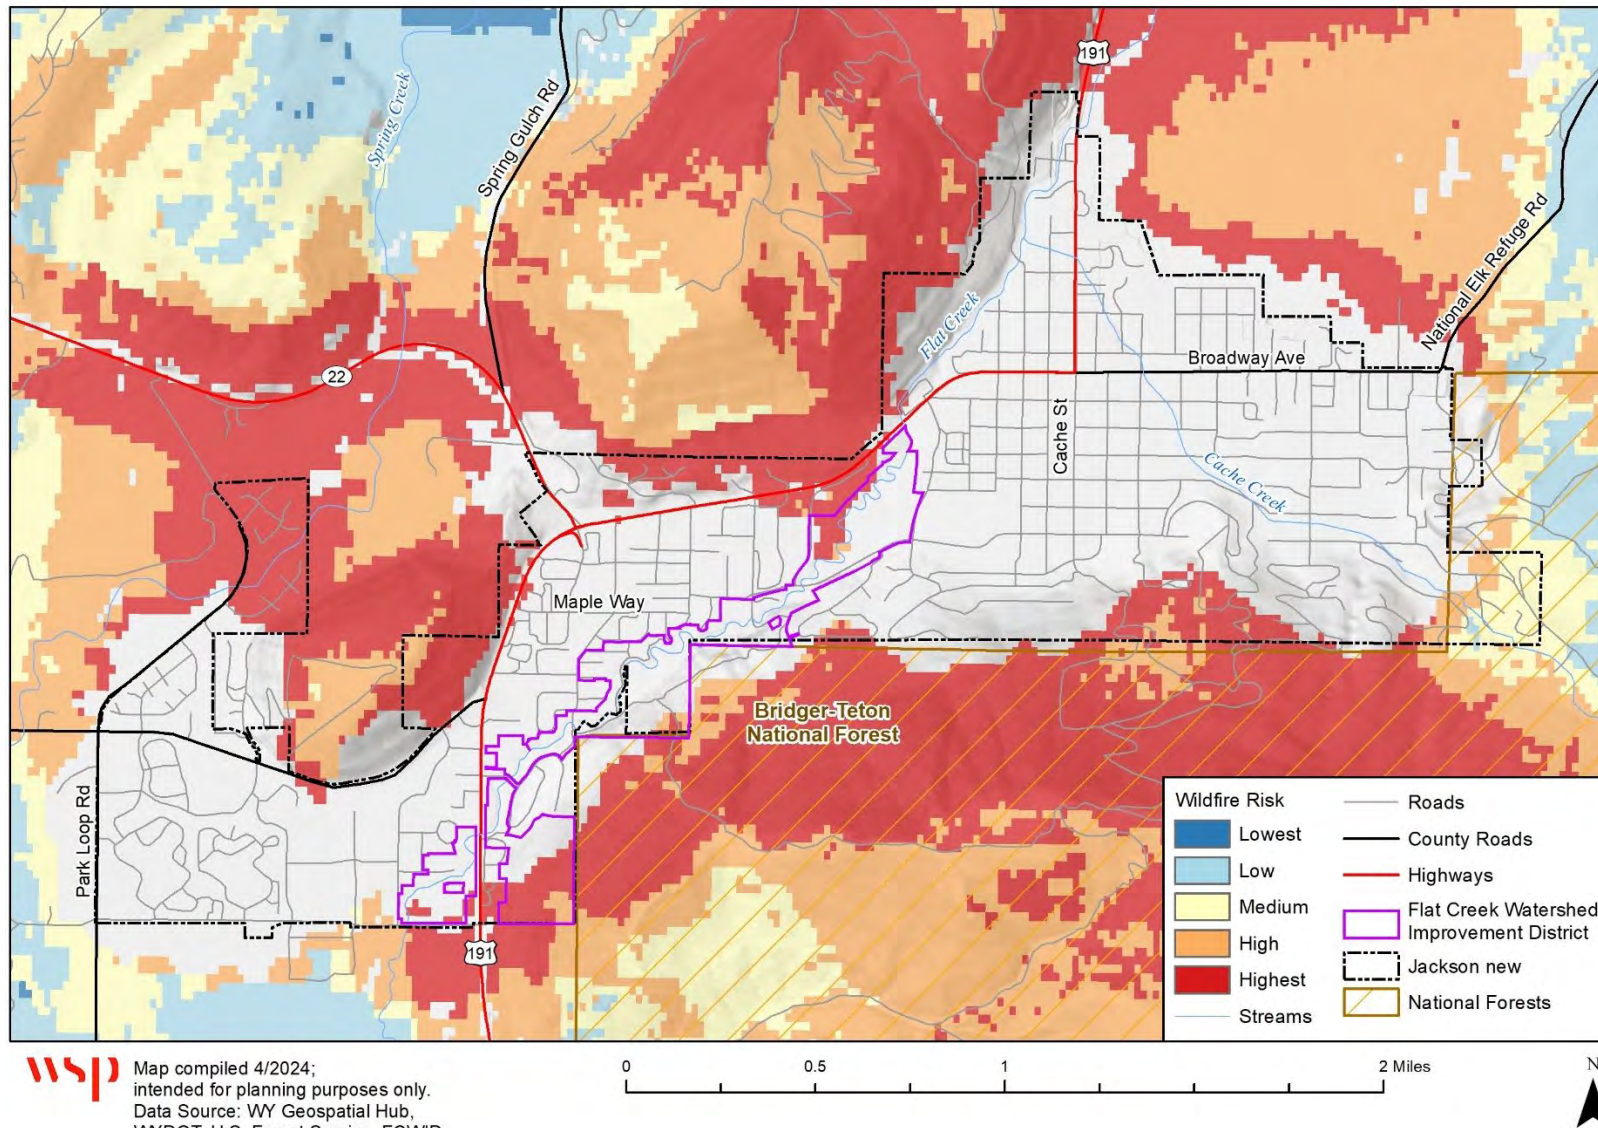 191
Spring Creek
Spring Gulch Rd
National Elk Refuge Rd
Flat Creek
Broadway Ave
22
Cache St
Cache Creek
Maple Way
Bridger-Teton
National Forest
Park Loop Rd
191
Wildfire Risk
Lowest
Low
Medium
High
Highest
Streams
Roads
County Roads
Highways
Flat Creek Watershed
Improvement District
Jackson new
National Forests
wsp
Map compiled 4/2024;
intended for planning purposes only.
Data Source: WY Geospatial Hub,
0 0.5 1 2 Miles
N